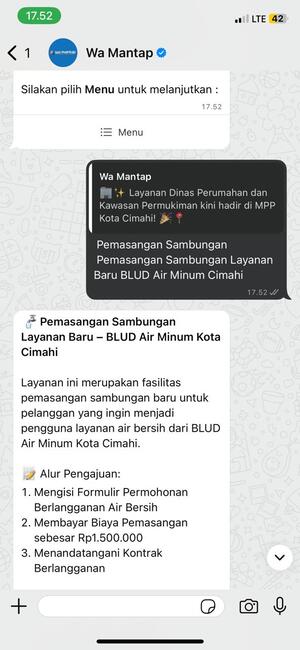 17.52
LTE 42
1
Wa Mantap
Silakan pilih Menu untuk melanjutkan :
17.52
Menu
Wa Mantap
🏢✨ Layanan Dinas Perumahan dan
Kawasan Permukiman kini hadir di MPP
Kota Cimahi! 🎉📍
Pemasangan Sambungan
Pemasangan Sambungan Layanan
Baru BLUD Air Minum Cimahi
17.52
🚰 Pemasangan Sambungan
Layanan Baru – BLUD Air Minum Kota
Cimahi
Layanan ini merupakan fasilitas
pemasangan sambungan baru untuk
pelanggan yang ingin menjadi
pengguna layanan air bersih dari BLUD
Air Minum Kota Cimahi.
📝 Alur Pengajuan:
1. Mengisi Formulir Permohonan
Berlangganan Air Bersih
2. Membayar Biaya Pemasangan
sebesar Rp1.500.000
3. Menandatangani Kontrak
Berlangganan